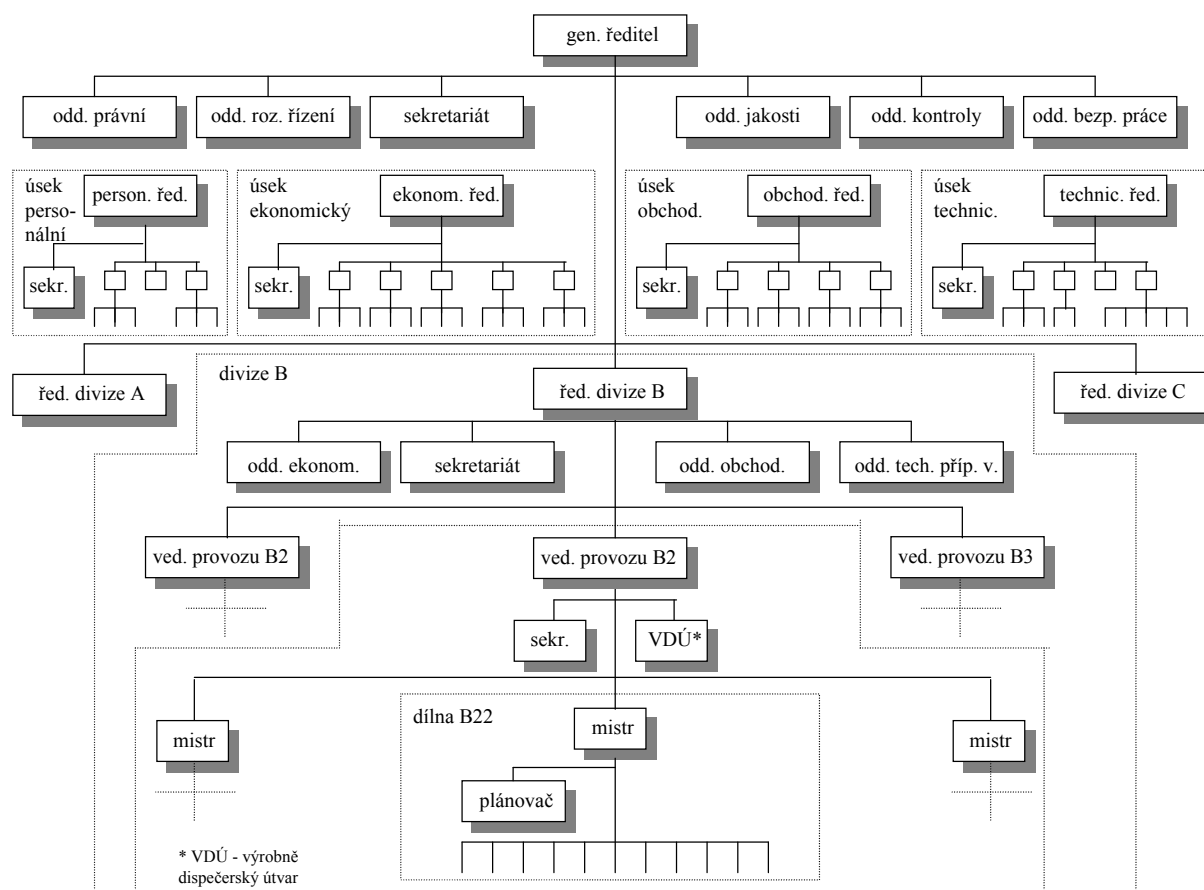 gen. ředitel
odd. právní
odd. roz. řízení
sekretariát
odd. jakosti
odd. kontroly
odd. bezp. práce
úsek
perso-
nální
person. řed.
sekr.
úsek
ekonomický
ekonom. řed.
sekr.
úsek
obchod.
obchod. řed.
sekr.
úsek
technic.
technic. řed.
sekr.
řed. divize A
divize B
řed. divize B
řed. divize C
odd. ekonom.
sekretariát
odd. obchod.
odd. tech. příp. v.
ved. provozu B2
ved. provozu B2
ved. provozu B3
sekr.
VDÚ*
mistr
dílna B22
mistr
mistr
plánovač
* VDÚ - výrobně
dispečerský útvar